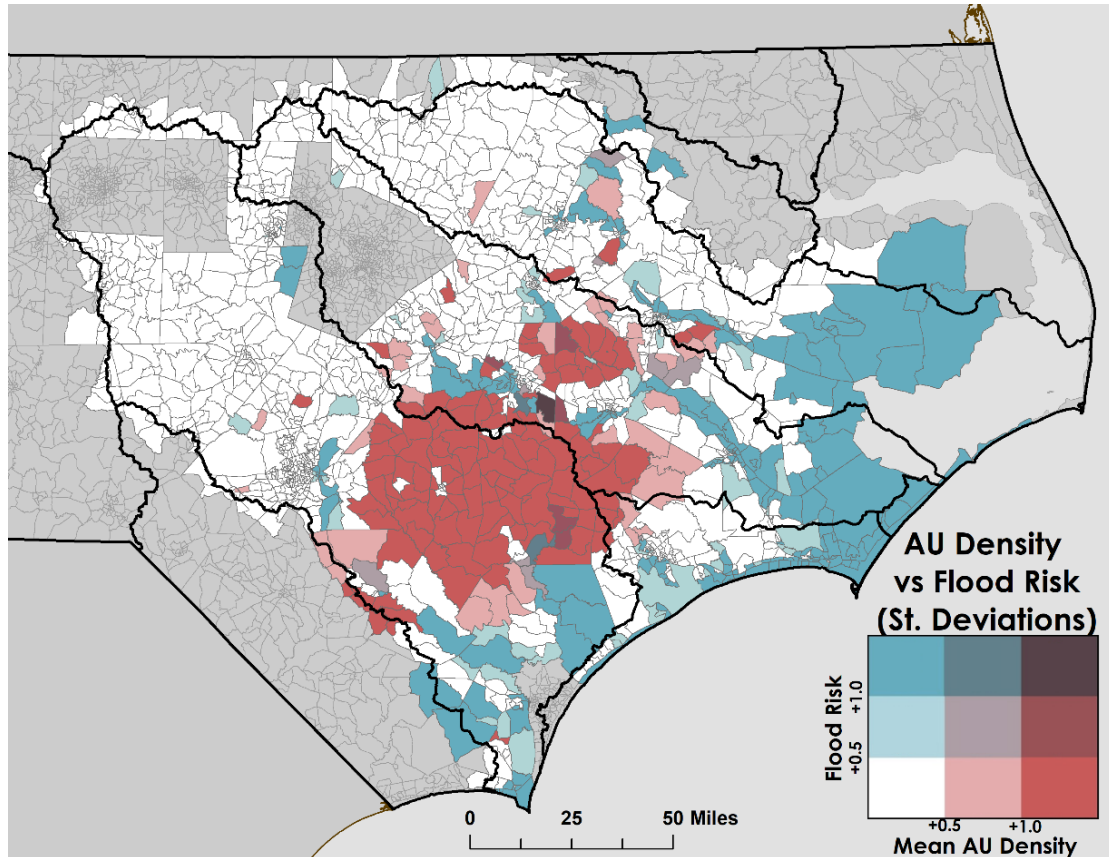 AU Density
vs Flood Risk
(St. Deviations)
Flood Risk
+1.0
+0.5
+0.5
+1.0
Mean AU Density
0 25 50 Miles